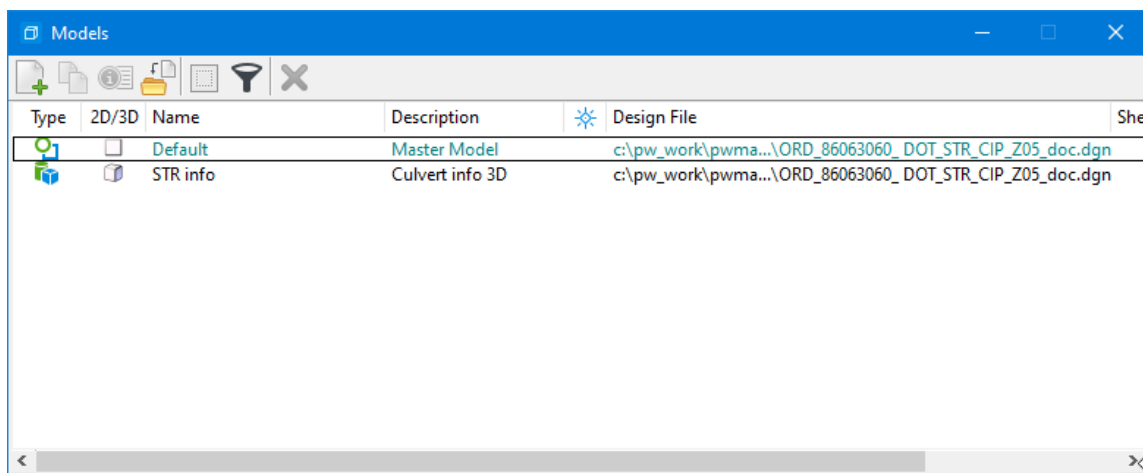 Models
Type 2D/3D Name Description Design File She
Default Master Model c:\pw_work\pwma...\ORD_86063060_ DOT_STR_CIP_Z05_doc.dgn
STR info Culvert info 3D c:\pw_work\pwma...\ORD_86063060_ DOT_STR_CIP_Z05_doc.dgn